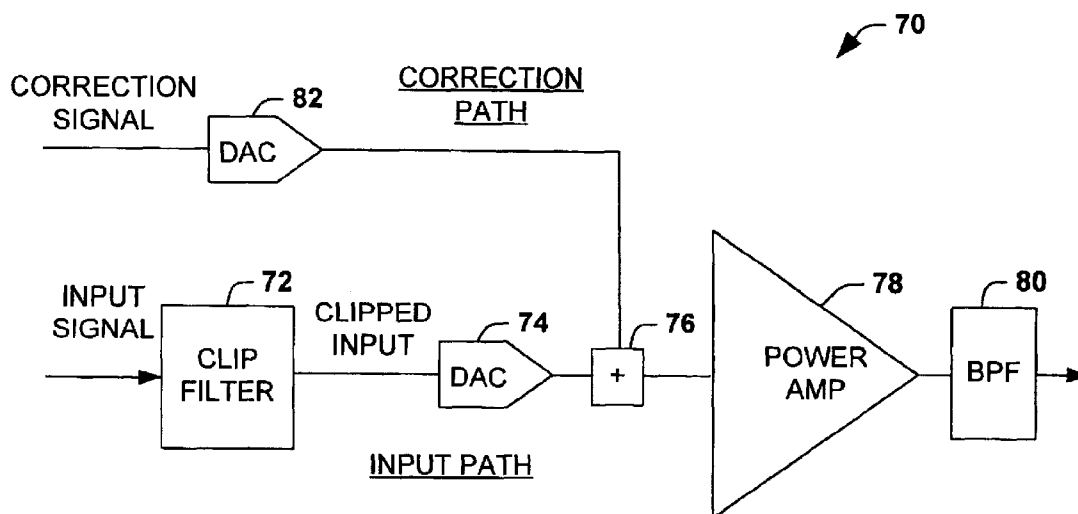 70
CORRECTION
SIGNAL
82
DAC
CORRECTION
PATH
INPUT
SIGNAL
72
CLIP
FILTER
CLIPPED
INPUT
74
DAC
76
+
78
POWER
AMP
80
BPF
INPUT PATH